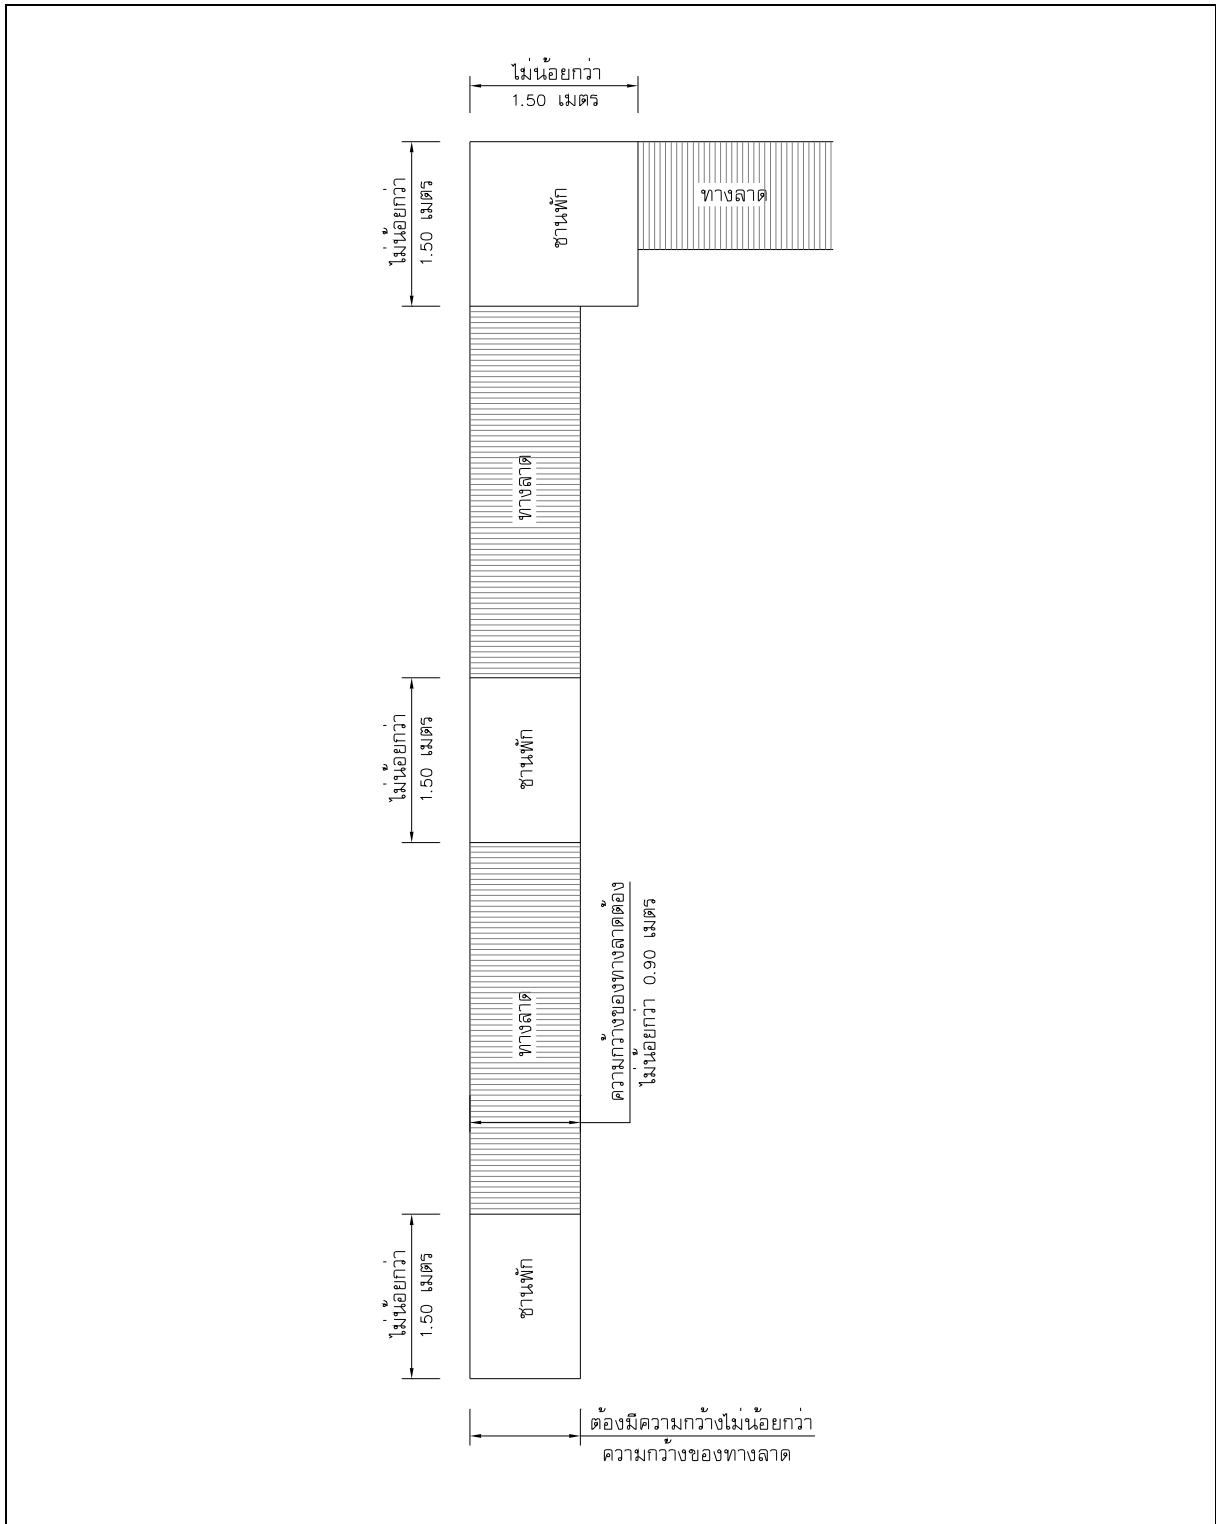 ไม่น้อยกว่า
1.50 เมตร
ไม่น้อยกว่า
1.50 เมตร
ชานพัก
ทางลาด
ทางลาด
ไม่น้อยกว่า
1.50 เมตร
ชานพัก
ความกว้างของทางลาดต้อง
ไม่น้อยกว่า 0.90 เมตร
ทางลาด
ไม่น้อยกว่า
1.50 เมตร
ชานพัก
ต้องมีความกว้างไม่น้อยกว่า
ความกว้างของทางลาด